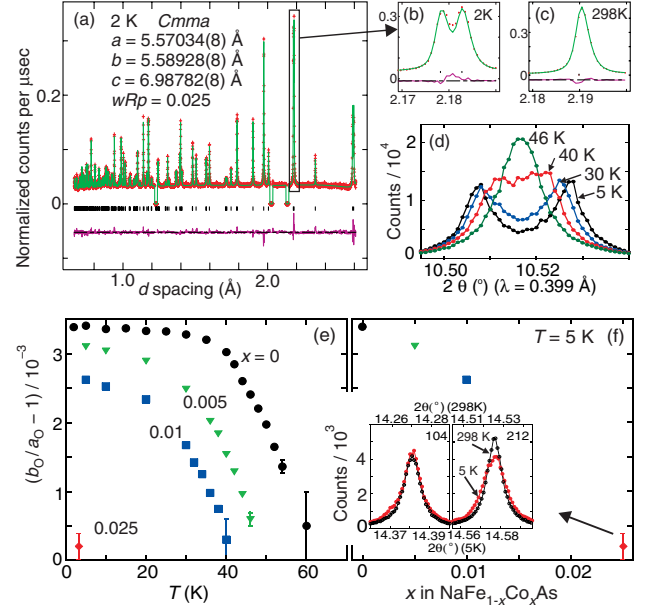 (a)
2 K Cmma
a = 5.57034(8) Å
b = 5.58928(8) Å
c = 6.98782(6) Å
wRp = 0.025
Normalized counts per μsec
0.3
0
1.0
2.0
d spacing (Å)
(b)
2K
2.17
2.18
(c)
298K
2.18
2.19
(d)
46 K
40 K
30 K
5 K
Counts / 10⁴
2
1
0
10.50
10.52
2 θ (°) (λ = 0.399 Å)
(e)
x = 0
0.005
0.01
0.025
(b_O/a_O − 1) / 10⁻³
3
2
1
0
0
20
40
60
T (K)
T = 5 K
(f)
2θ(°) (298K)
14.26
14.28
14.51
14.53
104
298 K
212
5 K
Counts / 10³
4
2
0
14.37
14.39
14.56
14.58
2θ(°) (5K)
0
0.01
0.02
x in NaFe₁₋ₓCoₓAs